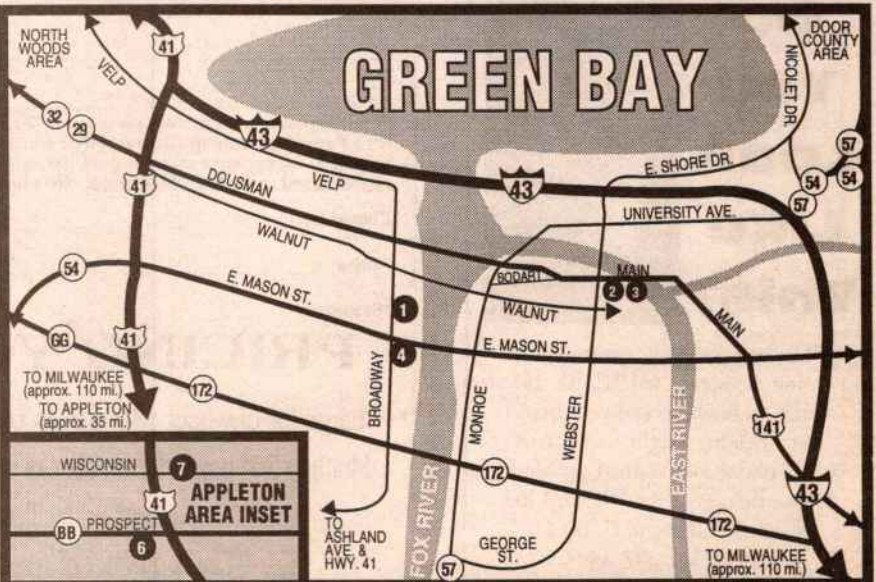 NORTH
WOODS
AREA
41
VELP
GREEN BAY
DOOR
COUNTY
AREA
NICOLET DR.
32
29
43
41
DOUSMAN
VELP
43
E. SHORE DR.
57
54
54
57
UNIVERSITY AVE.
WALNUT
54
E. MASON ST.
BODART
MAIN
2
3
WALNUT
MAIN
1
41
GG
4
E. MASON ST.
TO MILWAUKEE
(approx. 110 mi.)
TO APPLETON
(approx. 35 mi.)
172
BROADWAY
MONROE
WEBSTER
141
WISCONSIN
7
41
APPLETON
AREA INSET
BB
PROSPECT
6
TO
ASHLAND
AVE. &
HWY. 41
FOX RIVER
172
EAST RIVER
43
172
GEORGE
ST.
57
TO MILWAUKEE
(approx. 110 mi.)